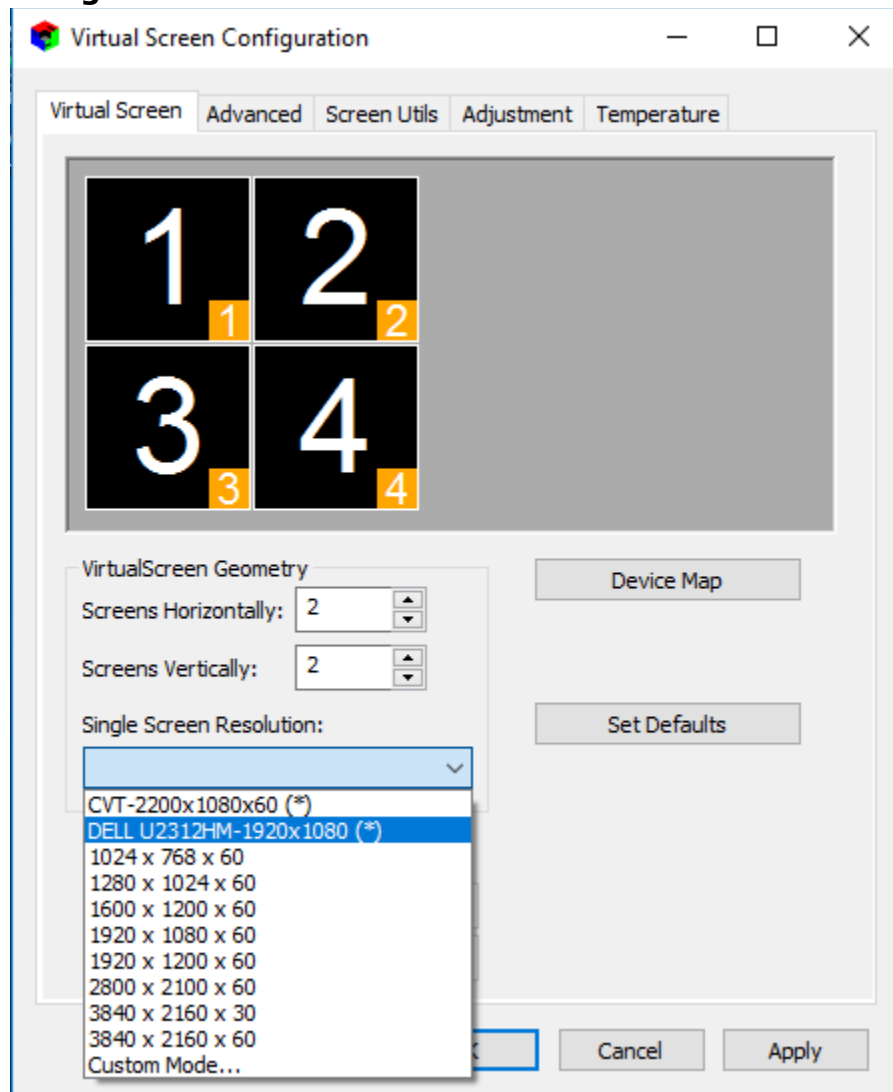 Virtual Screen Configuration
Virtual Screen Advanced Screen Utils Adjustment Temperature
1 2
1 2
3 4
3 4
VirtualScreen Geometry
Device Map
Screens Horizontally: 2
Screens Vertically: 2
Single Screen Resolution:
Set Defaults
CVT-2200x1080x60 (*)
DELL U2312HM-1920x1080 (*)
1024 x 768 x 60
1280 x 1024 x 60
1600 x 1200 x 60
1920 x 1080 x 60
1920 x 1200 x 60
2800 x 2100 x 60
3840 x 2160 x 30
3840 x 2160 x 60
Custom Mode...
Cancel Apply